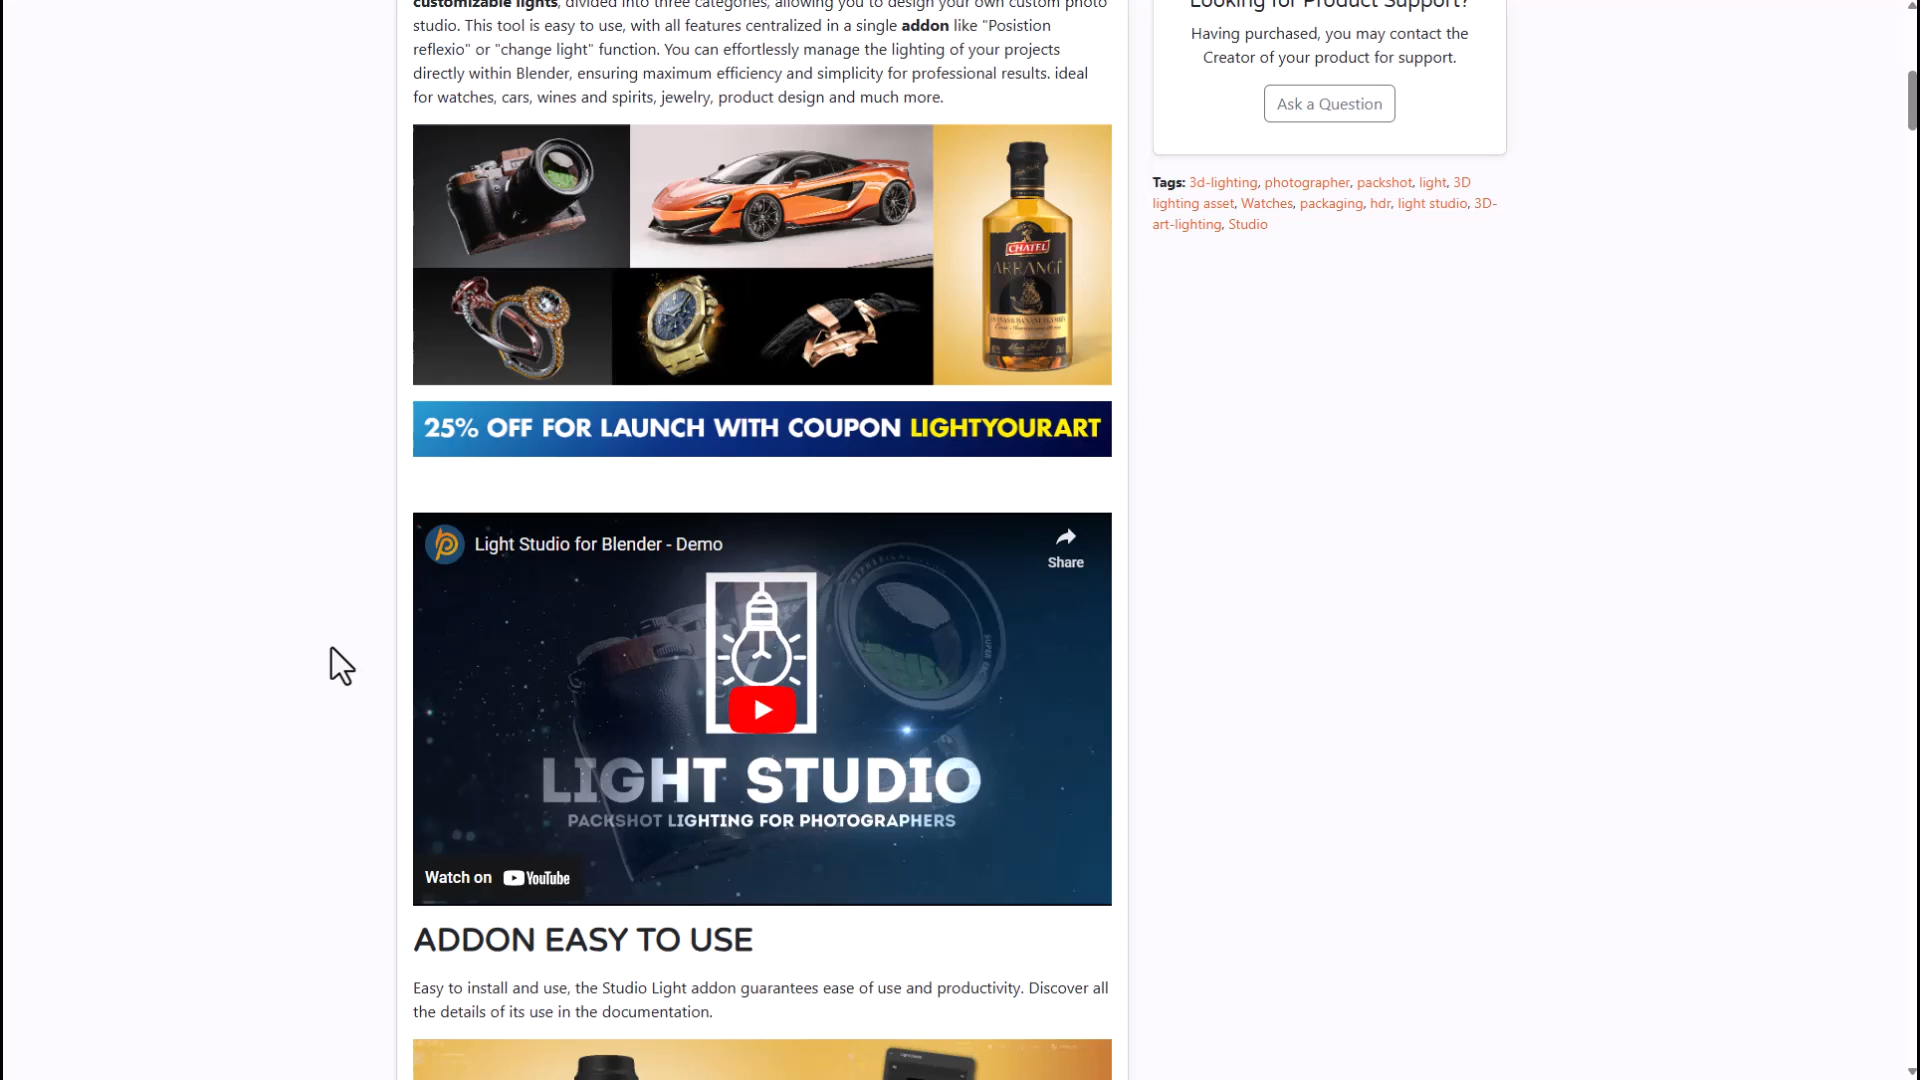 customizable lights, divided into three categories, allowing you to design your own custom photo
studio. This tool is easy to use, with all features centralized in a single addon like "Posistion
reflexio" or "change light" function. You can effortlessly manage the lighting of your projects
directly within Blender, ensuring maximum efficiency and simplicity for professional results. ideal
for watches, cars, wines and spirits, jewelry, product design and much more.
CHATEL
ARRANGÉ
25% OFF FOR LAUNCH WITH COUPON LIGHTYOURART
Light Studio for Blender - Demo
Share
LIGHT STUDIO
PACKSHOT LIGHTING FOR PHOTOGRAPHERS
Watch on YouTube
ADDON EASY TO USE
Easy to install and use, the Studio Light addon guarantees ease of use and productivity. Discover all
the details of its use in the documentation.
Looking for Product Support?
Having purchased, you may contact the
Creator of your product for support.
Ask a Question
Tags: 3d-lighting, photographer, packshot, light, 3D
lighting asset, Watches, packaging, hdr, light studio, 3D-
art-lighting, Studio